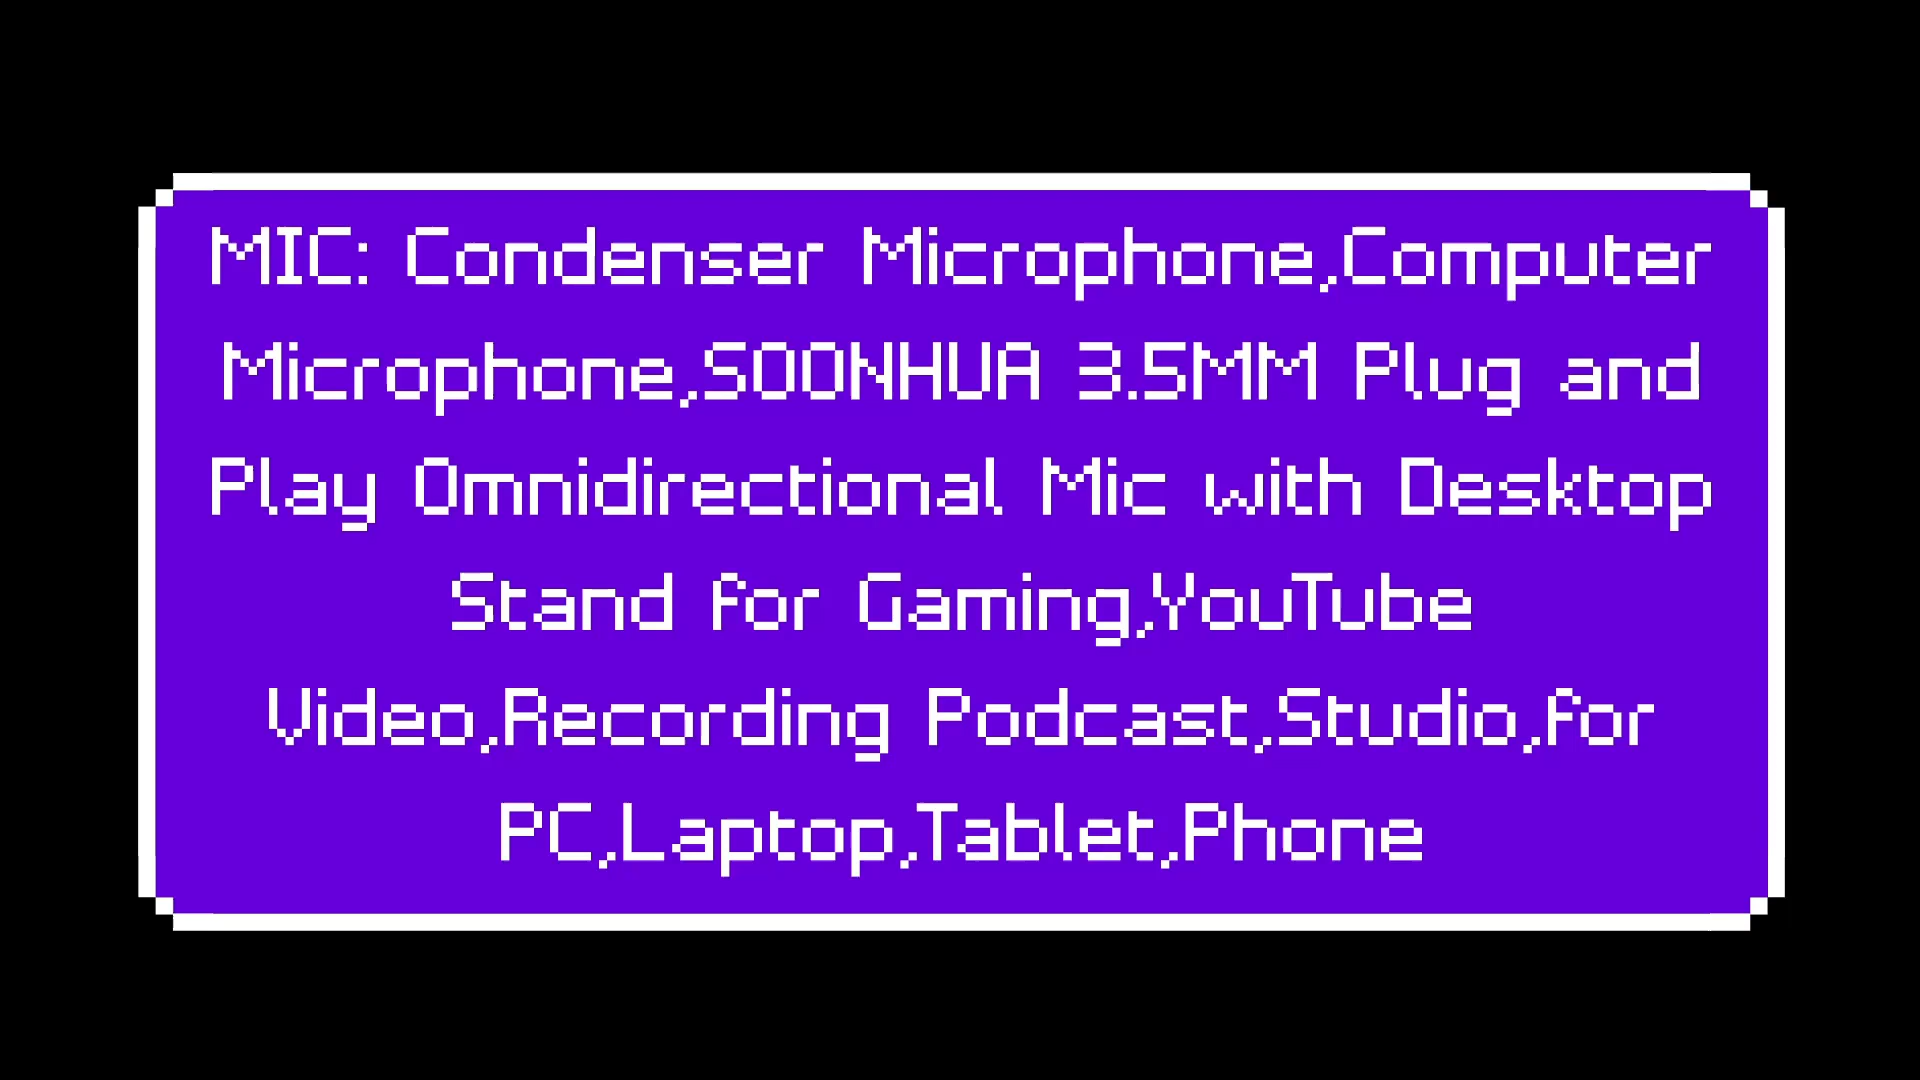 MIC: Condenser Microphone,Computer
Microphone,SOONHUA 3.5MM Plug and
Play Omnidirectional Mic with Desktop
Stand for Gaming,YouTube
Video,Recording Podcast,Studio,for
PC,Laptop,Tablet,Phone